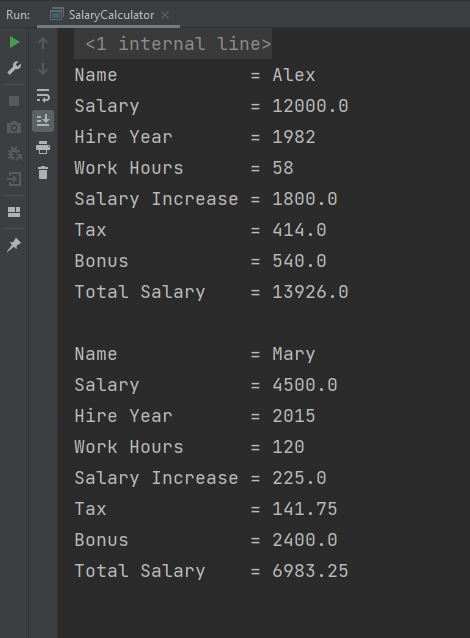 Run: SalaryCalculator
<1 internal line>
Name = Alex
Salary = 12000.0
Hire Year = 1982
Work Hours = 58
Salary Increase = 1800.0
Tax = 414.0
Bonus = 540.0
Total Salary = 13926.0
Name = Mary
Salary = 4500.0
Hire Year = 2015
Work Hours = 120
Salary Increase = 225.0
Tax = 141.75
Bonus = 2400.0
Total Salary = 6983.25